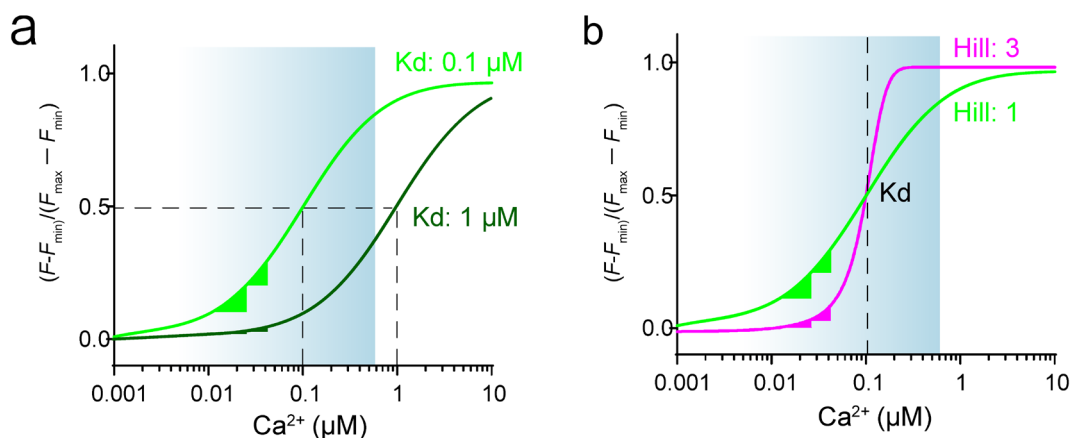 a
(F-Fmin)/(Fmax — Fmin)
1.0
0.5
0.0
Kd: 0.1 µM
Kd: 1 µM
0.001
0.01
0.1
1
10
Ca²⁺ (µM)
b
(F-Fmin)/(Fmax — Fmin)
1.0
0.5
0.0
Hill: 3
Hill: 1
Kd
0.001
0.01
0.1
1
10
Ca²⁺ (µM)